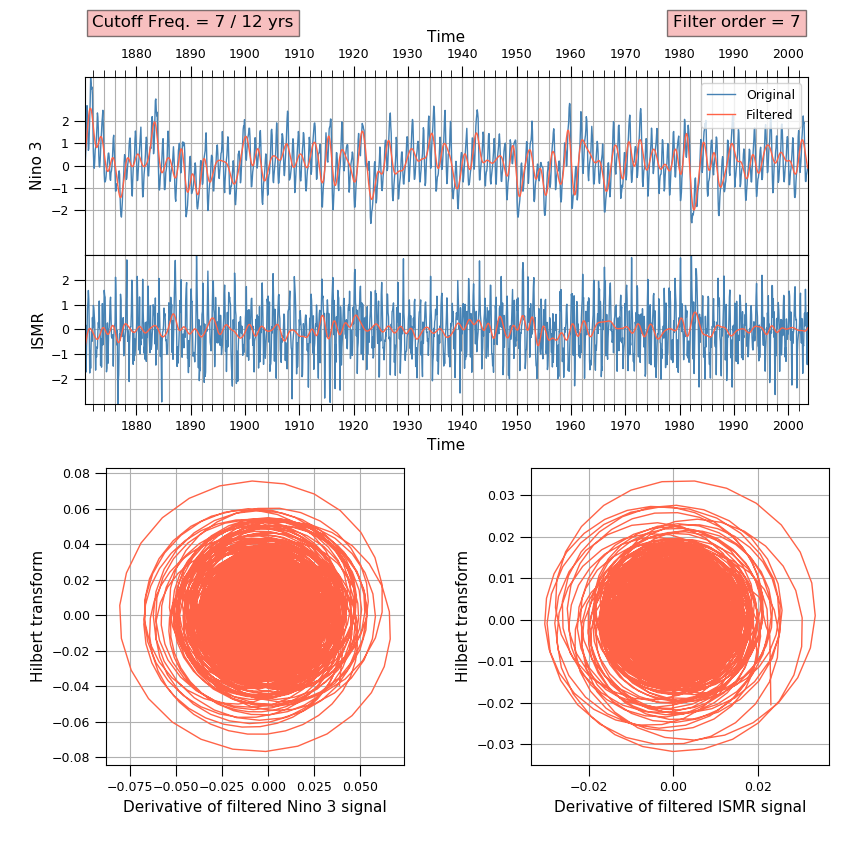 Cutoff Freq. = 7 / 12 yrs
Filter order = 7
Time
1880 1890 1900 1910 1920 1930 1940 1950 1960 1970 1980 1990 2000
Original
Filtered
Nino 3
2
1
0
−1
−2
ISMR
2
1
0
−1
−2
1880 1890 1900 1910 1920 1930 1940 1950 1960 1970 1980 1990 2000
Time
Hilbert transform
0.08
0.06
0.04
0.02
0.00
−0.02
−0.04
−0.06
−0.08
−0.075 −0.050 −0.025 0.000 0.025 0.050
Derivative of filtered Nino 3 signal
Hilbert transform
0.03
0.02
0.01
0.00
−0.01
−0.02
−0.03
−0.02 0.00 0.02
Derivative of filtered ISMR signal